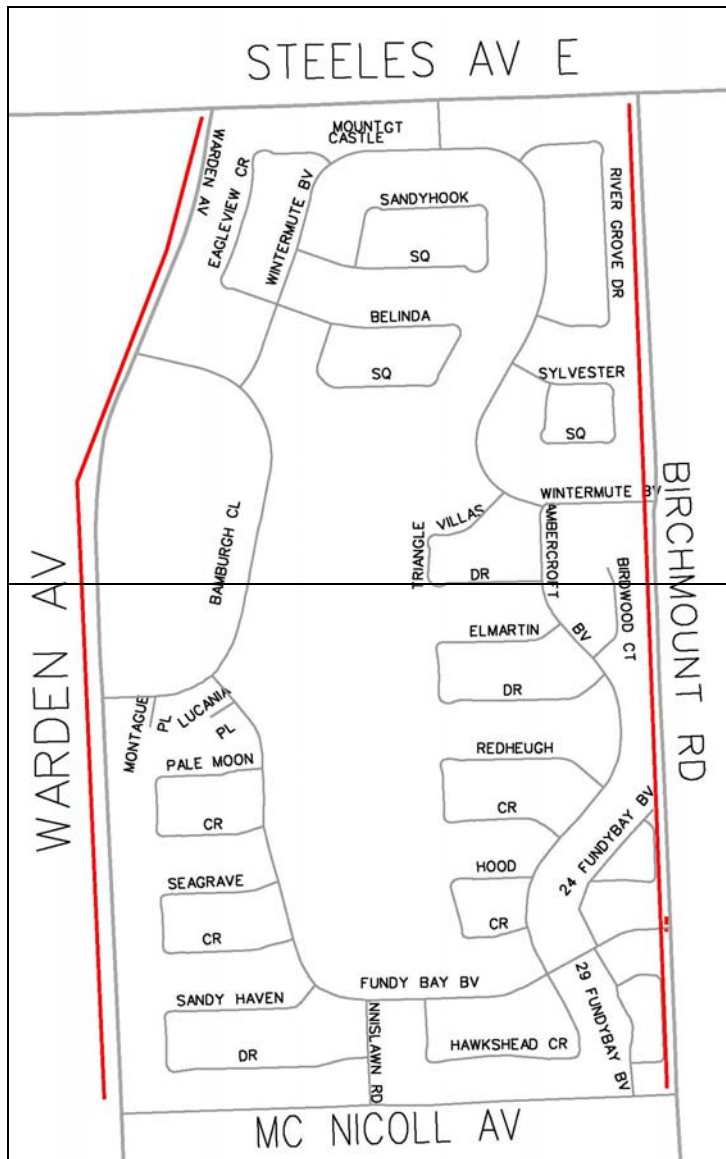 STEELES AV E
MOUNT GT
CASTLE
WARDEN AV
EAGLEVIEW CR
WINTERMUTE BV
RIVER GROVE DR
SANDYHOOK
SQ
BELINDA
SQ
SYLVESTER
SQ
WINTERMUTE BV
VILLAS
TRIANGLE
AMBERCROFT
DR
BIRDWOOD CT
BIRCHMOUNT RD
BAMBURGH CL
WARDEN AV
ELMARTIN
BV
DR
MONTAGUE
PL
LUCANIA
PL
PALE MOON
CR
REDHEUGH
CR
24 FUNDYBAY BV
HOOD
CR
SEAGRAVE
CR
FUNDY BAY BV
29 FUNDYBAY BV
SANDY HAVEN
DR
NNISLAWN RD
HAWKSHEAD CR
MC NICOLL AV